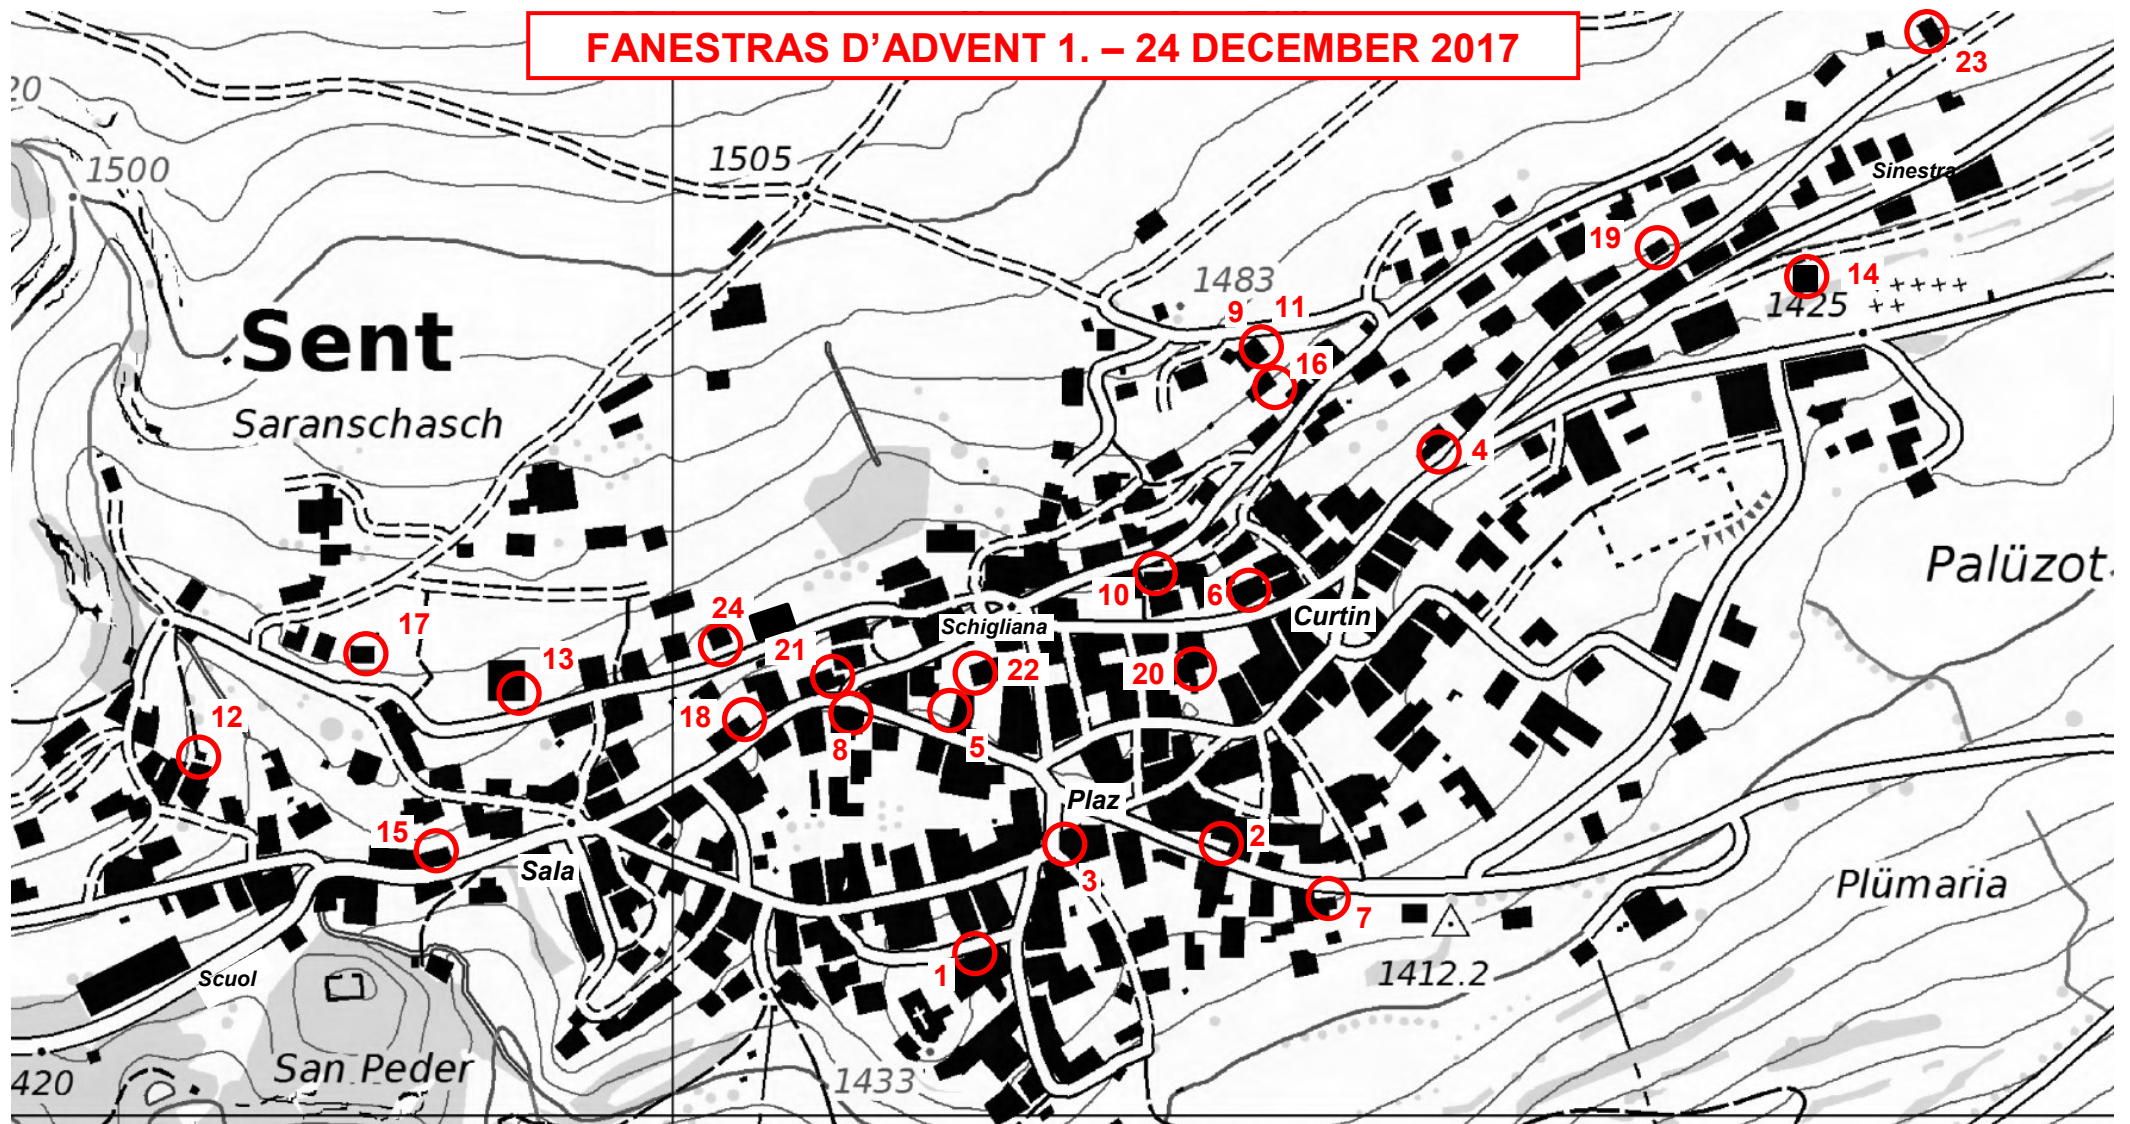 FANESTRAS D’ADVENT 1. – 24 DECEMBER 2017
23
1500
1505
Sinestra
19
14
1483
1425
9
11
16
Sent
Saranschasch
4
Palüzot
10
6
Curtin
24
Schigliana
17
21
13
22
20
18
12
8
5
Plaz
15
2
Sala
3
Plümaria
7
1412.2
Scuol
1
San Peder
1433
420
20